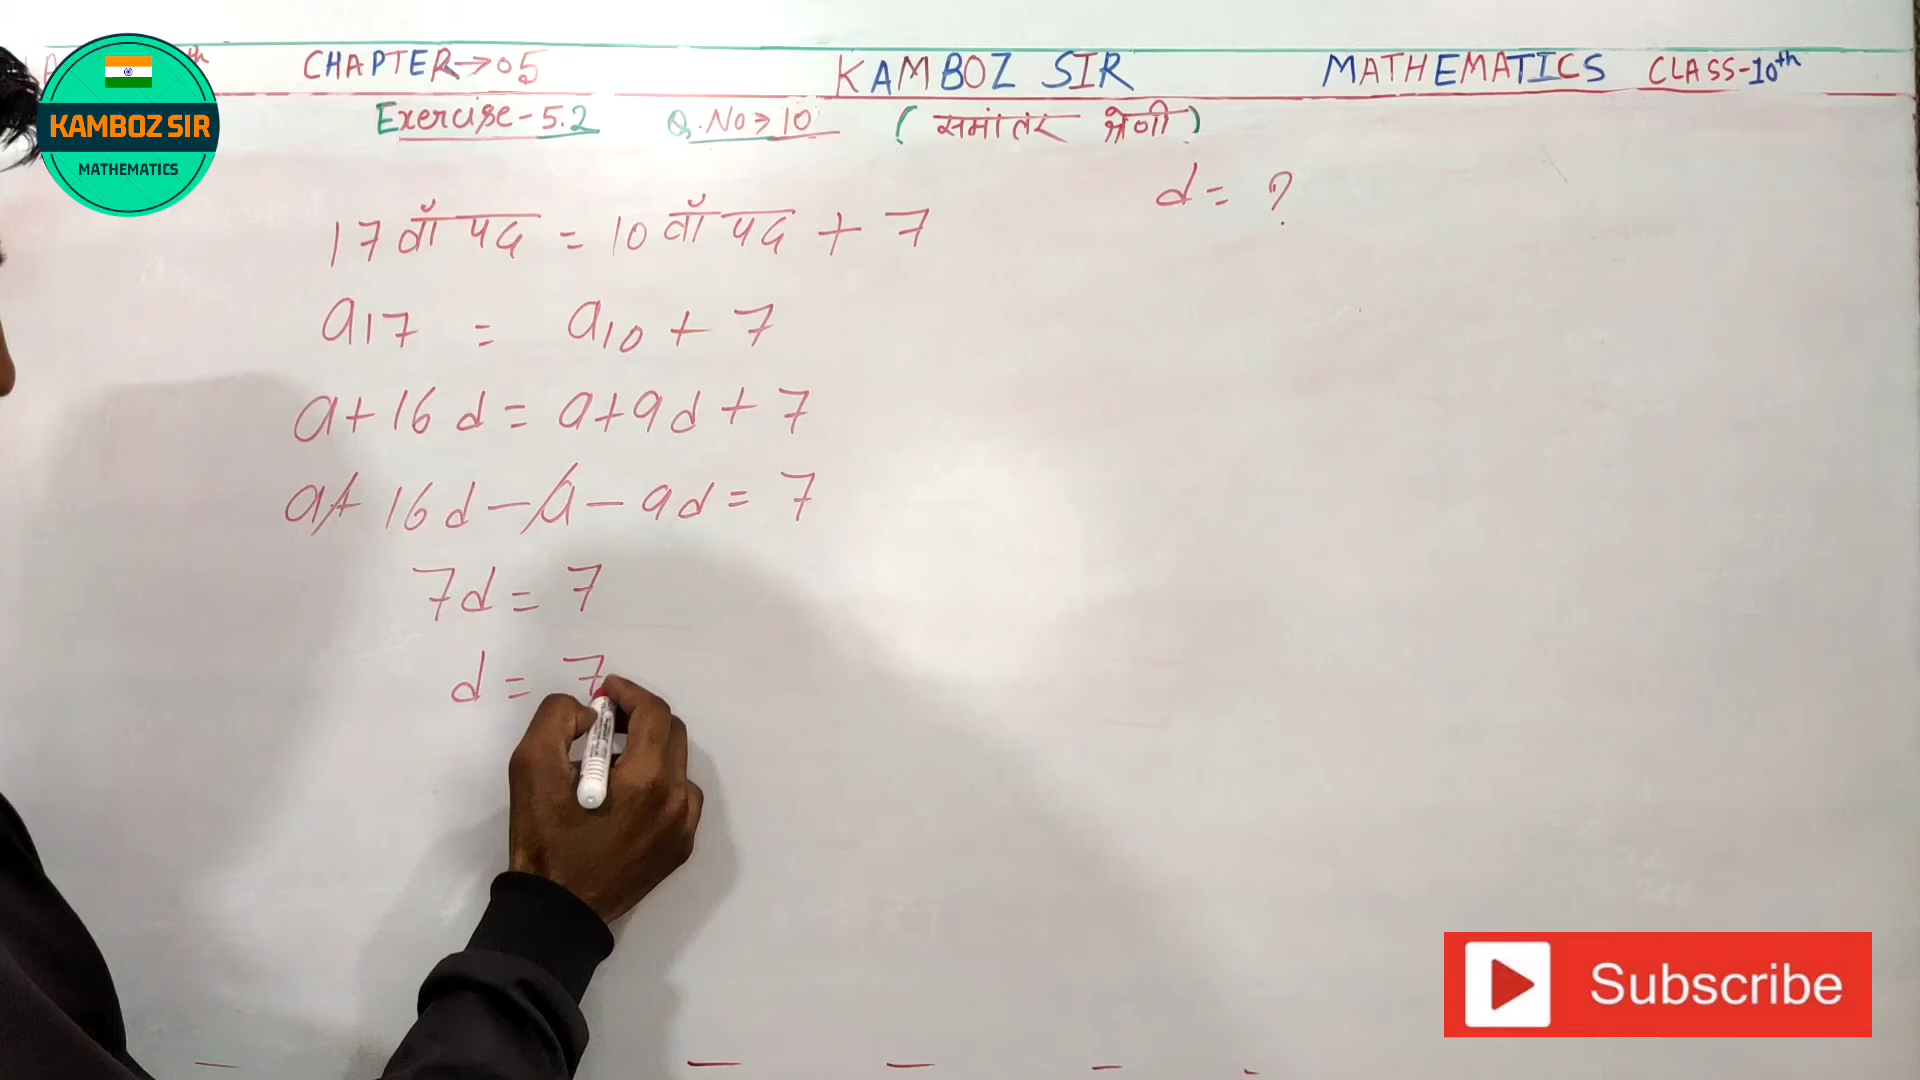 CHAPTER→05 KAMBOZ SIR MATHEMATICS CLASS-10th
KAMBOZ SIR
MATHEMATICS
Exercise-5.2 Q.No→10 (समांतर श्रेणी)
d = ?
17 वाँ पद = 10 वाँ पद + 7
a17 = a10 + 7
a+16d = a+9d+7
a+16d-a-9d=7
7d = 7
d = 7
Subscribe